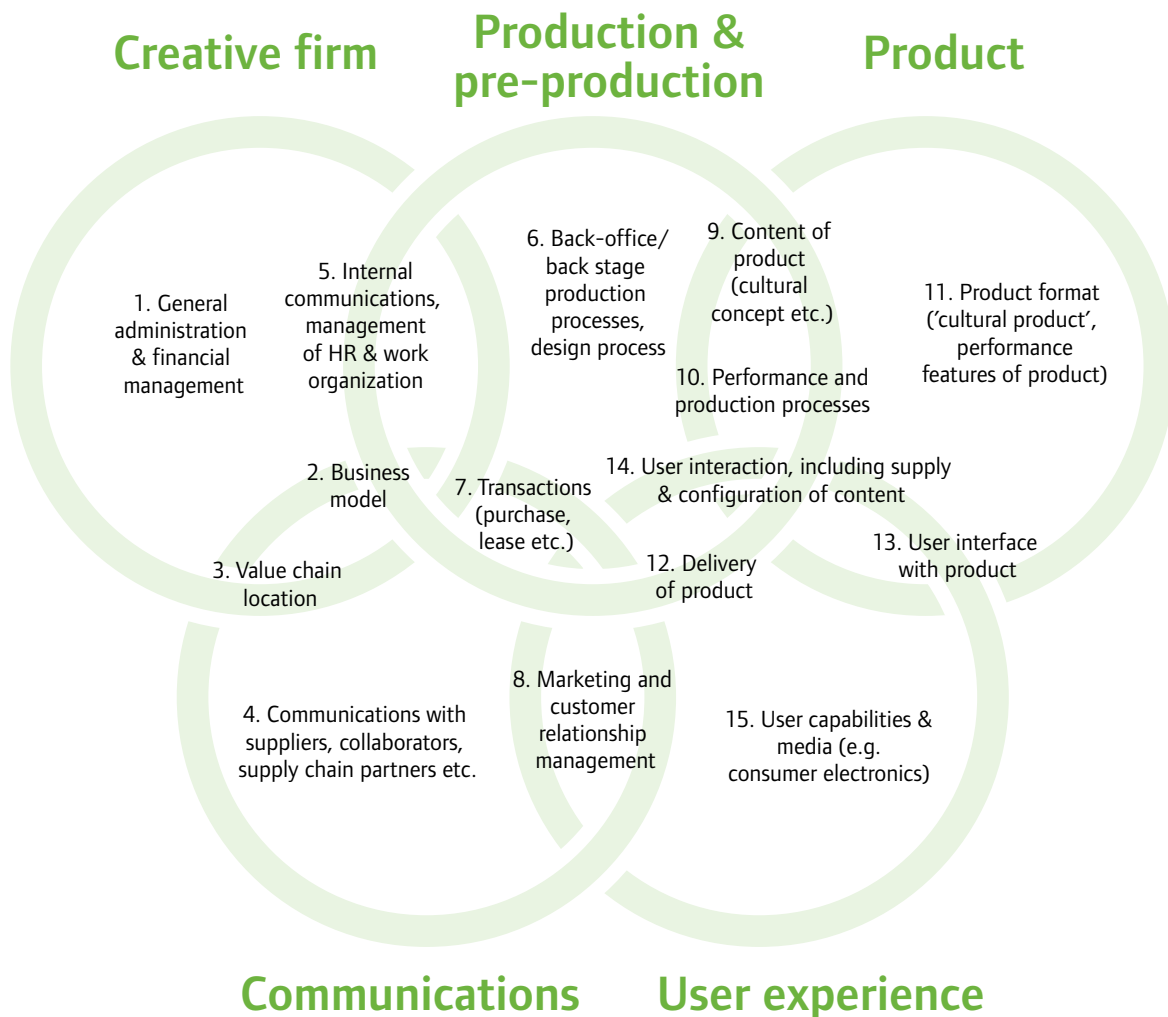 Creative firm
Production &
pre-production
Product
1. General
administration
& financial
management
5. Internal
communications,
management
of HR & work
organization
6. Back-office/
back stage
production
processes,
design process
9. Content of
product
(cultural
concept etc.)
10. Performance and
production processes
11. Product format
(‘cultural product’,
performance
features of product)
2. Business
model
7. Transactions
(purchase,
lease etc.)
14. User interaction, including supply
& configuration of content
3. Value chain
location
12. Delivery
of product
13. User interface
with product
4. Communications with
suppliers, collaborators,
supply chain partners etc.
8. Marketing and
customer
relationship
management
15. User capabilities &
media (e.g.
consumer electronics)
Communications
User experience